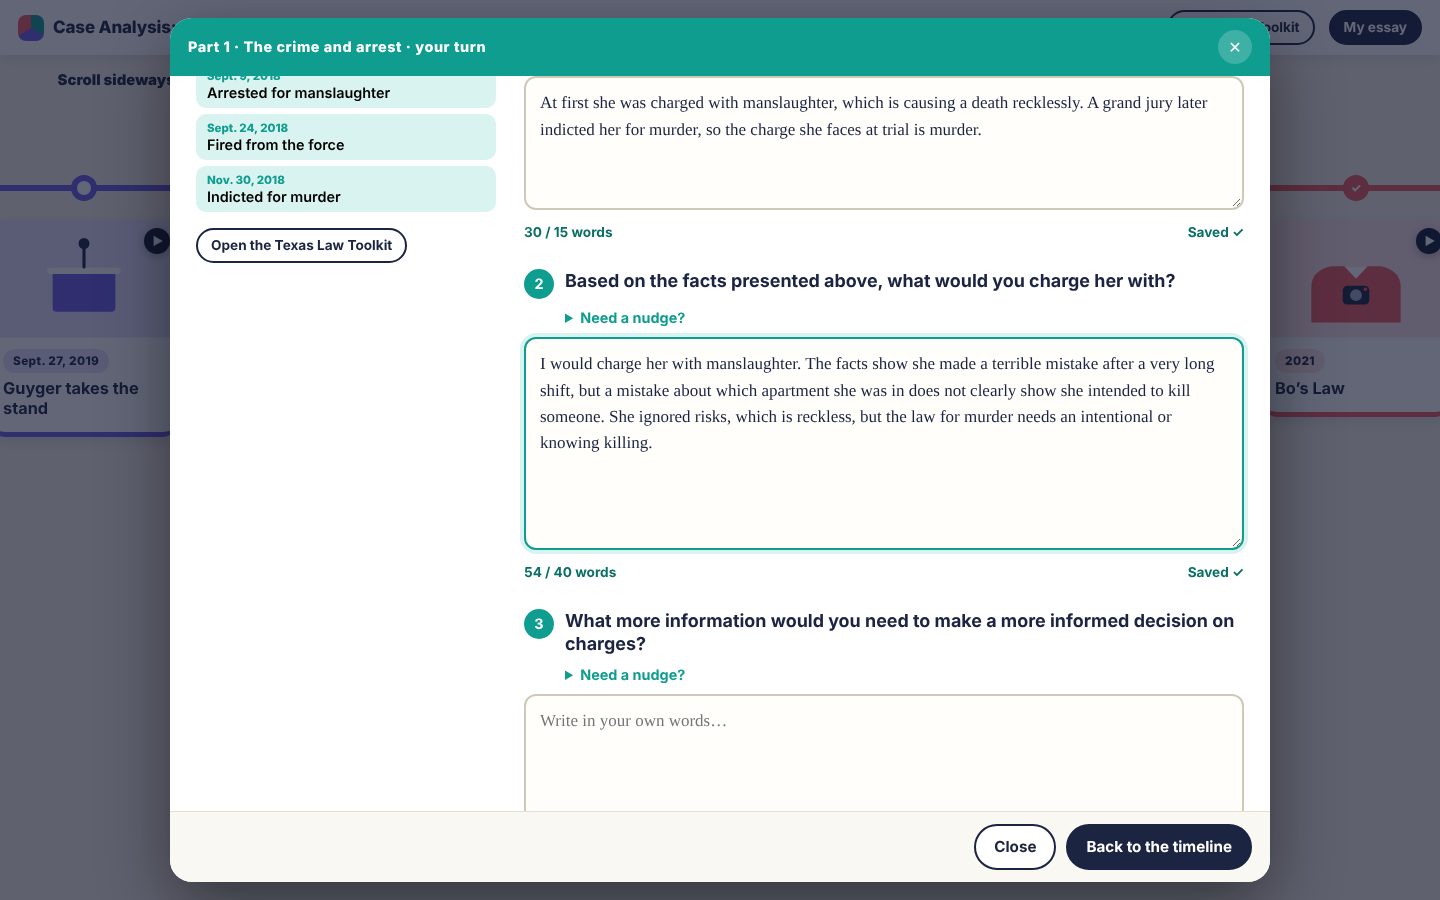 Case Analysis:
oolkit
My essay
Scroll sideways
Part 1 · The crime and arrest · your turn
Sept. 9, 2018
Arrested for manslaughter
Sept. 24, 2018
Fired from the force
Nov. 30, 2018
Indicted for murder
Open the Texas Law Toolkit
At first she was charged with manslaughter, which is causing a death recklessly. A grand jury later
indicted her for murder, so the charge she faces at trial is murder.
30 / 15 words
Saved ✓
2
Based on the facts presented above, what would you charge her with?
Need a nudge?
I would charge her with manslaughter. The facts show she made a terrible mistake after a very long
shift, but a mistake about which apartment she was in does not clearly show she intended to kill
someone. She ignored risks, which is reckless, but the law for murder needs an intentional or
knowing killing.
54 / 40 words
Saved ✓
3
What more information would you need to make a more informed decision on
charges?
Need a nudge?
Write in your own words…
Close
Back to the timeline
Sept. 27, 2019
Guyger takes the
stand
2021
Bo's Law